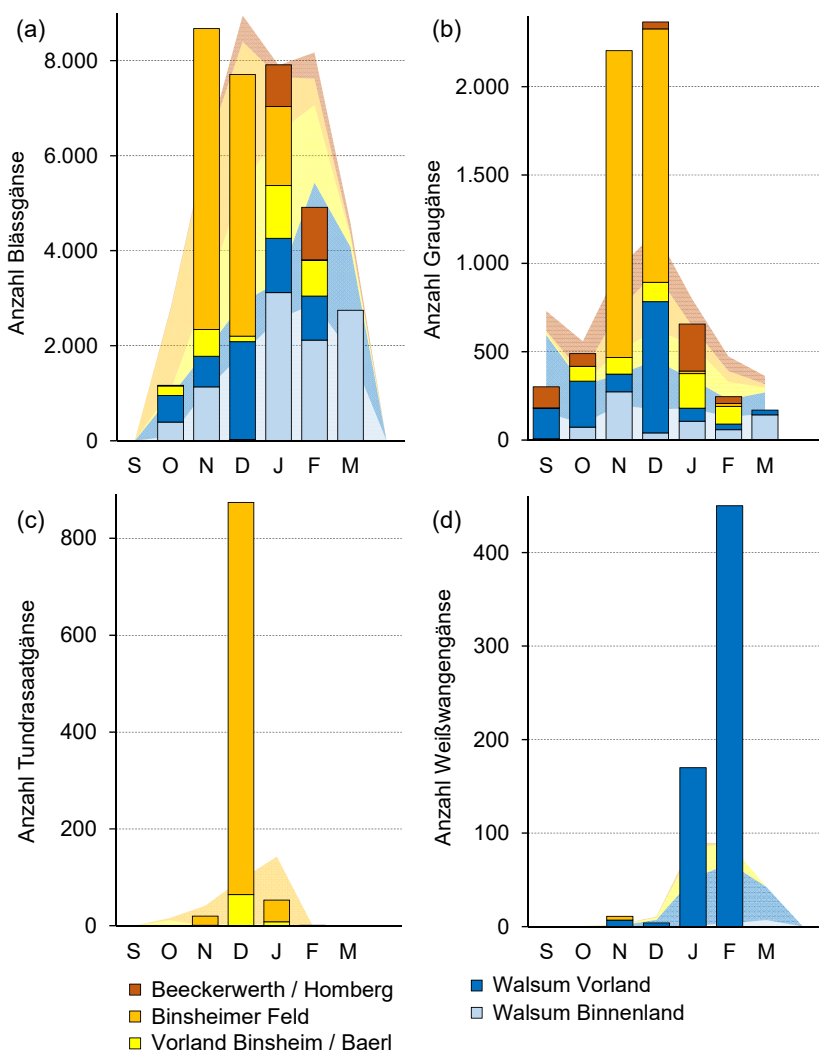 (a)
Anzahl Blässgänse
8.000
6.000
4.000
2.000
0
S O N D J F M
(b)
Anzahl Graugänse
2.000
1.500
1.000
500
0
S O N D J F M
(c)
Anzahl Tundrasaatgänse
800
600
400
200
0
S O N D J F M
(d)
Anzahl Weißwangengänse
400
300
200
100
0
S O N D J F M
Beeckerwerth / Homberg
Binsheimer Feld
Vorland Binsheim / Baerl
Walsum Vorland
Walsum Binnenland